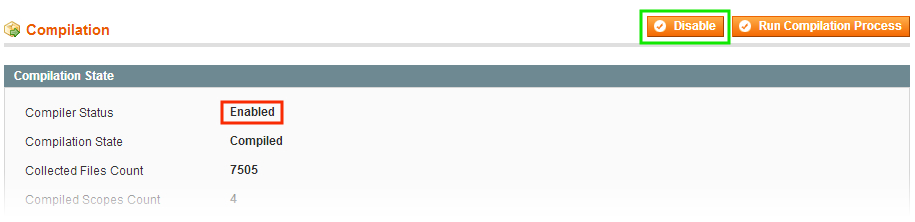 Compilation
Disable
Run Compilation Process
Compilation State
Compiler Status Enabled
Compilation State Compiled
Collected Files Count 7505
Compiled Scopes Count 4